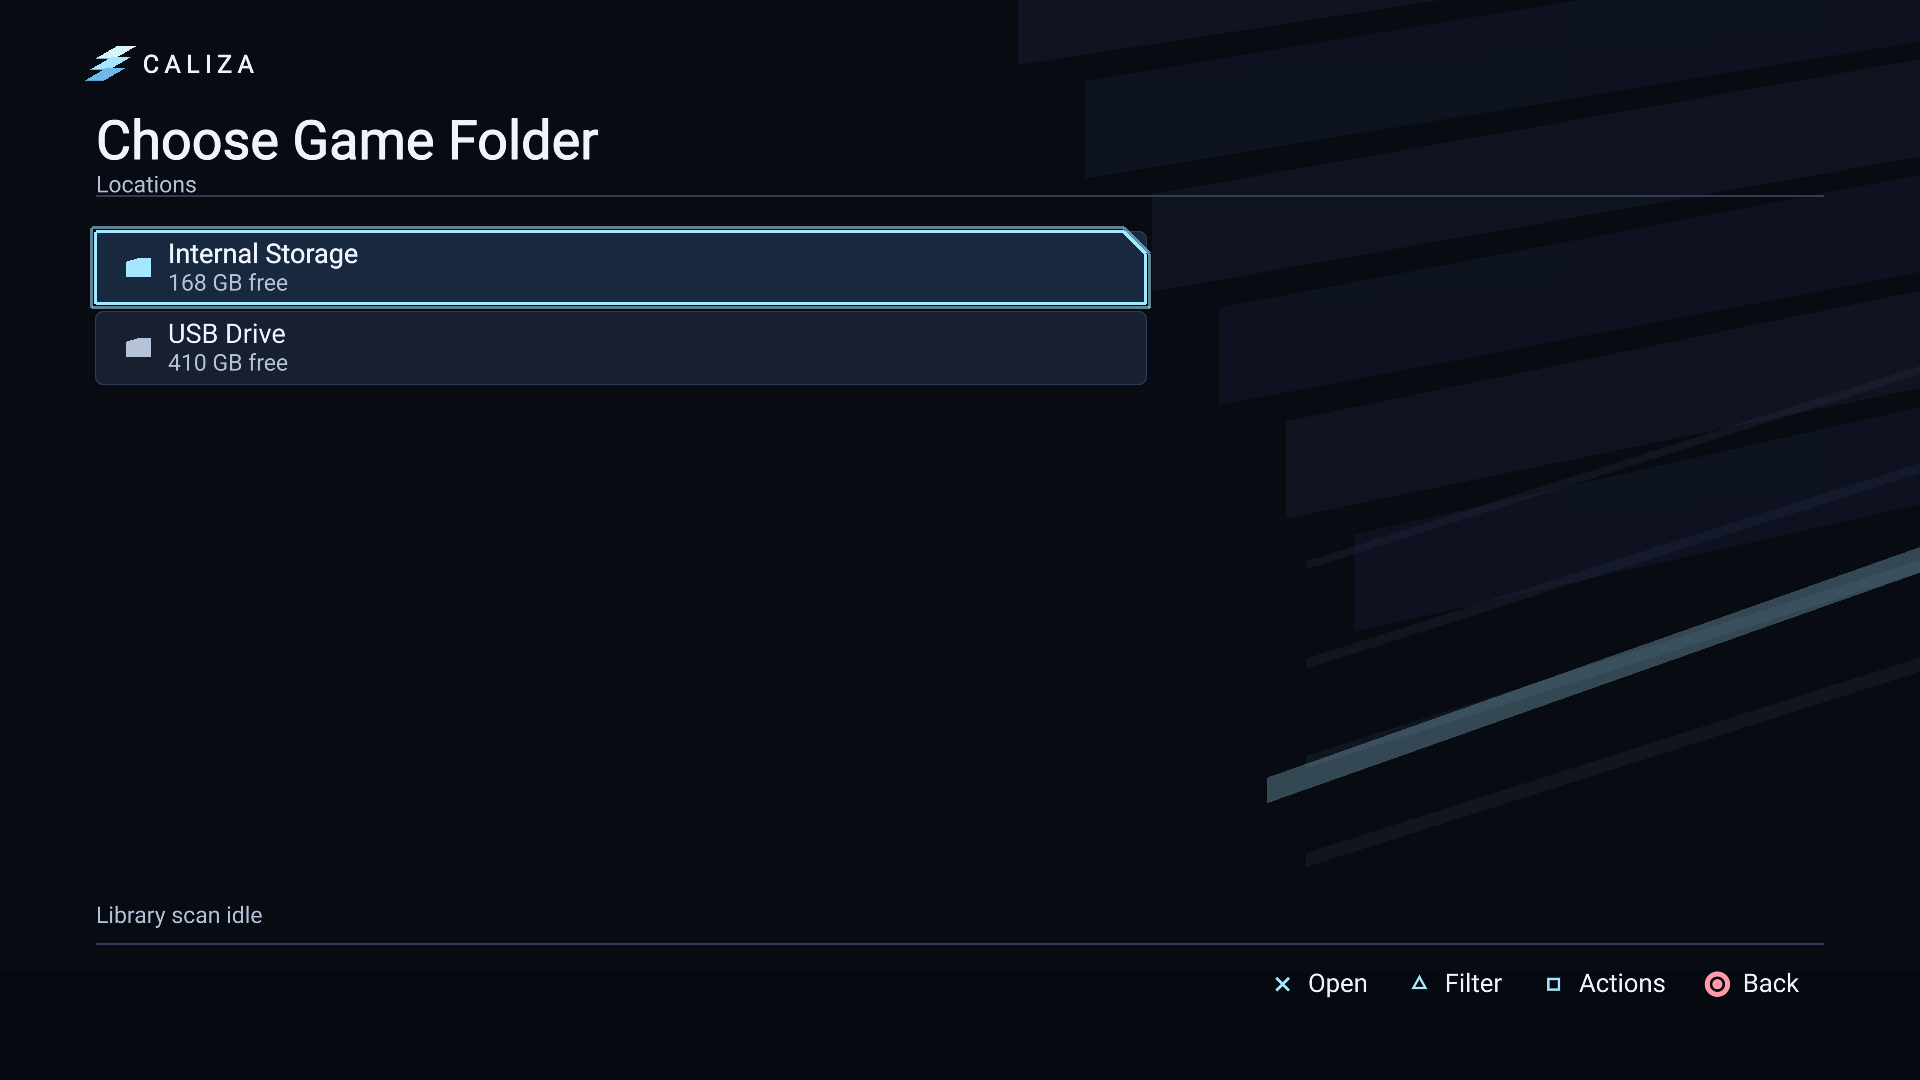 CALIZA
Choose Game Folder
Locations
Internal Storage
168 GB free
USB Drive
410 GB free
Library scan idle
Open Filter Actions Back